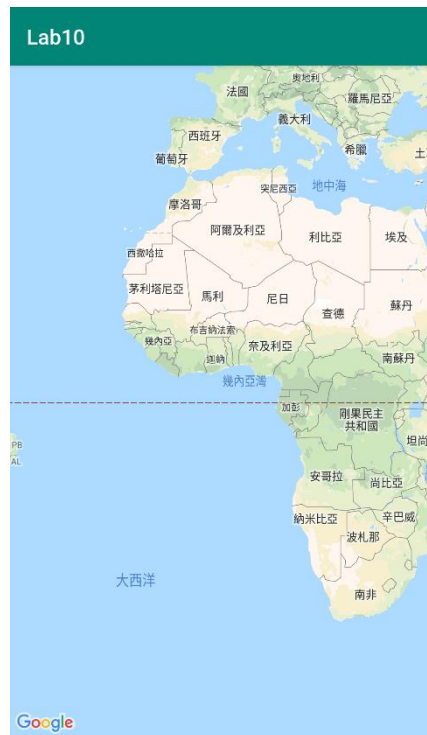 Lab10
奧地利
法國
羅馬尼亞
義大利
西班牙
希臘
葡萄牙
土
突尼西亞
地中海
摩洛哥
阿爾及利亞
利比亞
埃及
西撒哈拉
茅利塔尼亞
馬利
尼日
查德
蘇丹
布吉納法索
幾內亞
奈及利亞
迦納
南蘇丹
幾內亞灣
加彭
剛果民主
共和國
坦尚
PB
AL
安哥拉
尚比亞
納米比亞
辛巴威
波札那
大西洋
南非
Google